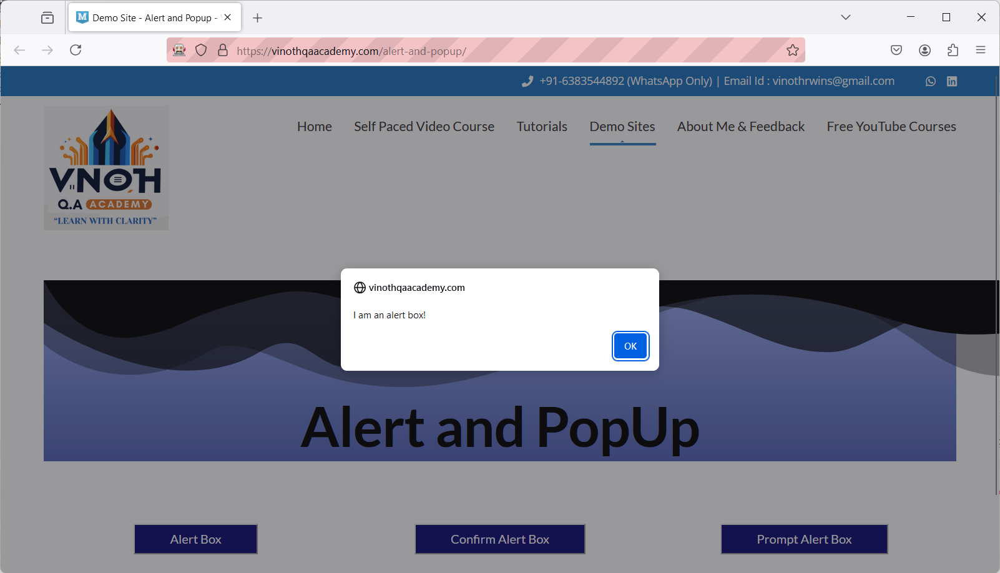 Demo Site - Alert and Popup -
https://vinothqaacademy.com/alert-and-popup/
+91-6383544892 (WhatsApp Only) | Email Id : vinothrwins@gmail.com
Home Self Paced Video Course Tutorials Demo Sites About Me & Feedback Free YouTube Courses
VINOTH
Q.A ACADEMY
“LEARN WITH CLARITY”
vinothqaacademy.com
I am an alert box!
OK
Alert and PopUp
Alert Box Confirm Alert Box Prompt Alert Box